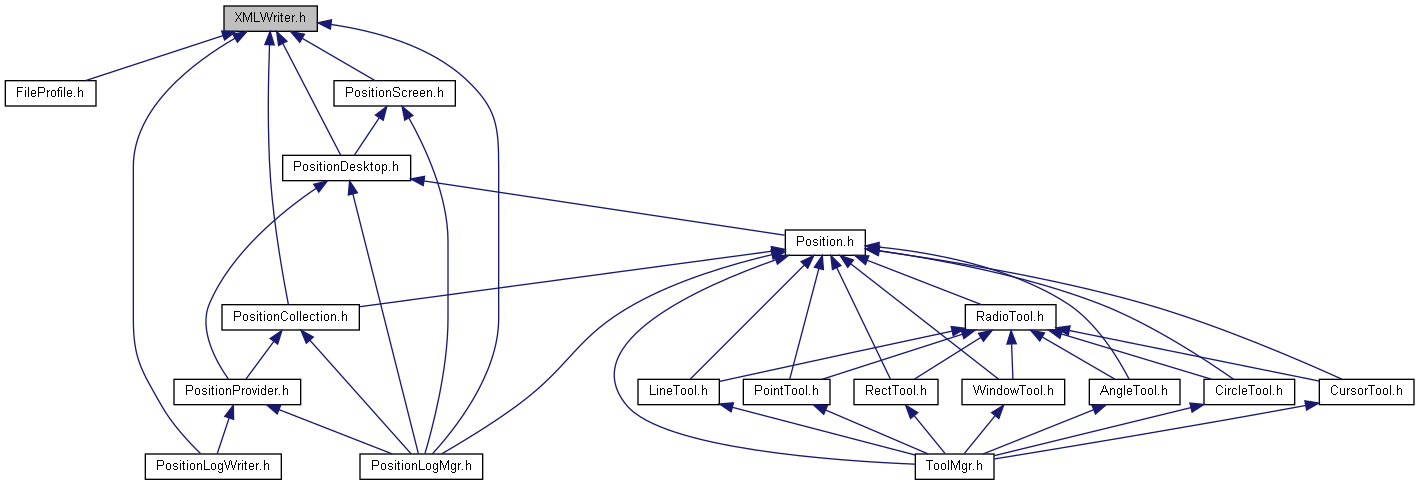 XMLWriter.h
FileProfile.h
PositionScreen.h
PositionDesktop.h
Position.h
PositionCollection.h
RadioTool.h
PositionProvider.h
LineTool.h
PointTool.h
RectTool.h
WindowTool.h
AngleTool.h
CircleTool.h
CursorTool.h
PositionLogWriter.h
PositionLogMgr.h
ToolMgr.h